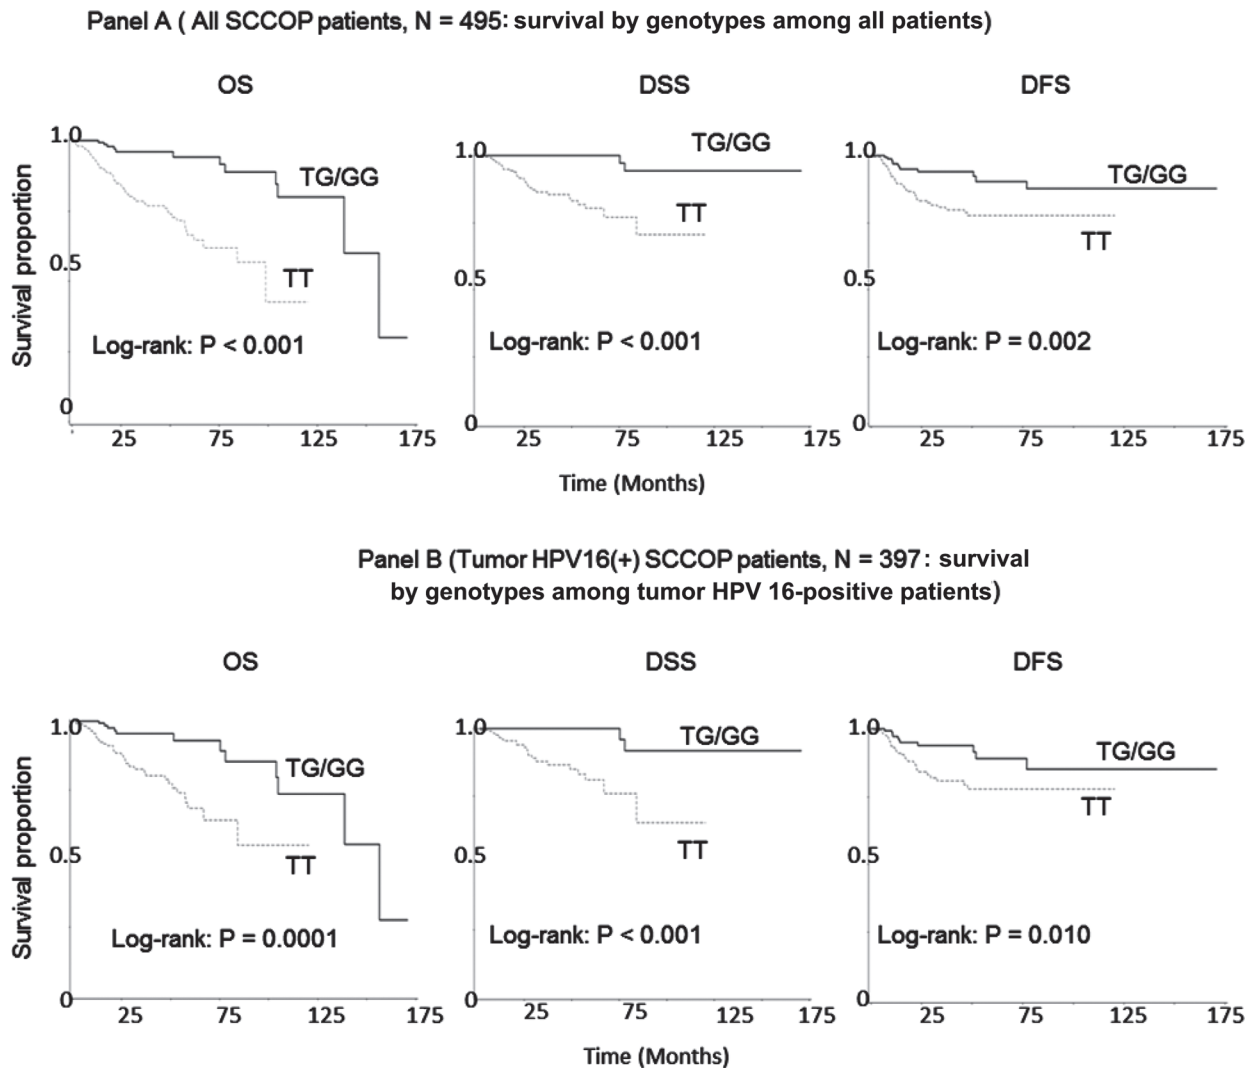 Panel A ( All SCCOP patients, N = 495: survival by genotypes among all patients)
OS
DSS
DFS
Survival proportion
1.0
0.5
0
TG/GG
TT
Log-rank: P < 0.001
25 75 125 175
1.0
0.5
0
TG/GG
TT
Log-rank: P < 0.001
25 75 125 175
1.0
0.5
0
TG/GG
TT
Log-rank: P = 0.002
25 75 125 175
Time (Months)
Panel B (Tumor HPV16(+) SCCOP patients, N = 397: survival
by genotypes among tumor HPV 16-positive patients)
OS
DSS
DFS
Survival proportion
1.0
0.5
0
TG/GG
TT
Log-rank: P = 0.0001
25 75 125 175
1.0
0.5
0
TG/GG
TT
Log-rank: P < 0.001
25 75 125 175
1.0
0.5
0
TG/GG
TT
Log-rank: P = 0.010
25 75 125 175
Time (Months)